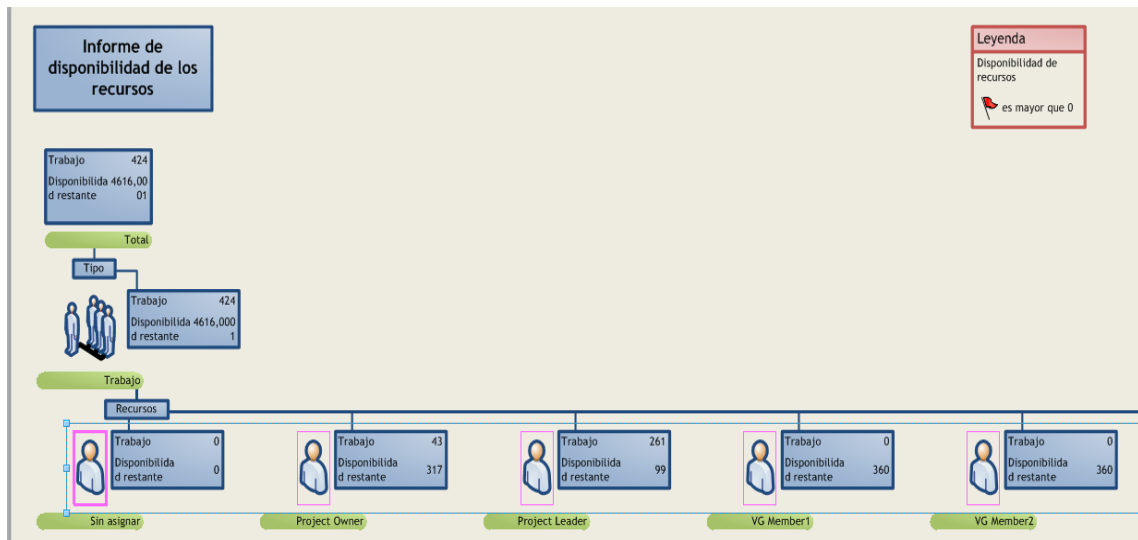 Informe de
disponibilidad de los
recursos
Leyenda
Disponibilidad de
recursos
es mayor que 0
Trabajo 424
Disponibilida 4616,00
d restante 01
Total
Tipo
Trabajo 424
Disponibilida 4616,000
d restante 1
Trabajo
Recursos
Trabajo 0
Disponibilida
d restante 0
Sin asignar
Trabajo 43
Disponibilida
d restante 317
Project Owner
Trabajo 261
Disponibilida
d restante 99
Project Leader
Trabajo 0
Disponibilida
d restante 360
VG Member1
Trabajo 0
Disponibilida
d restante 360
VG Member2